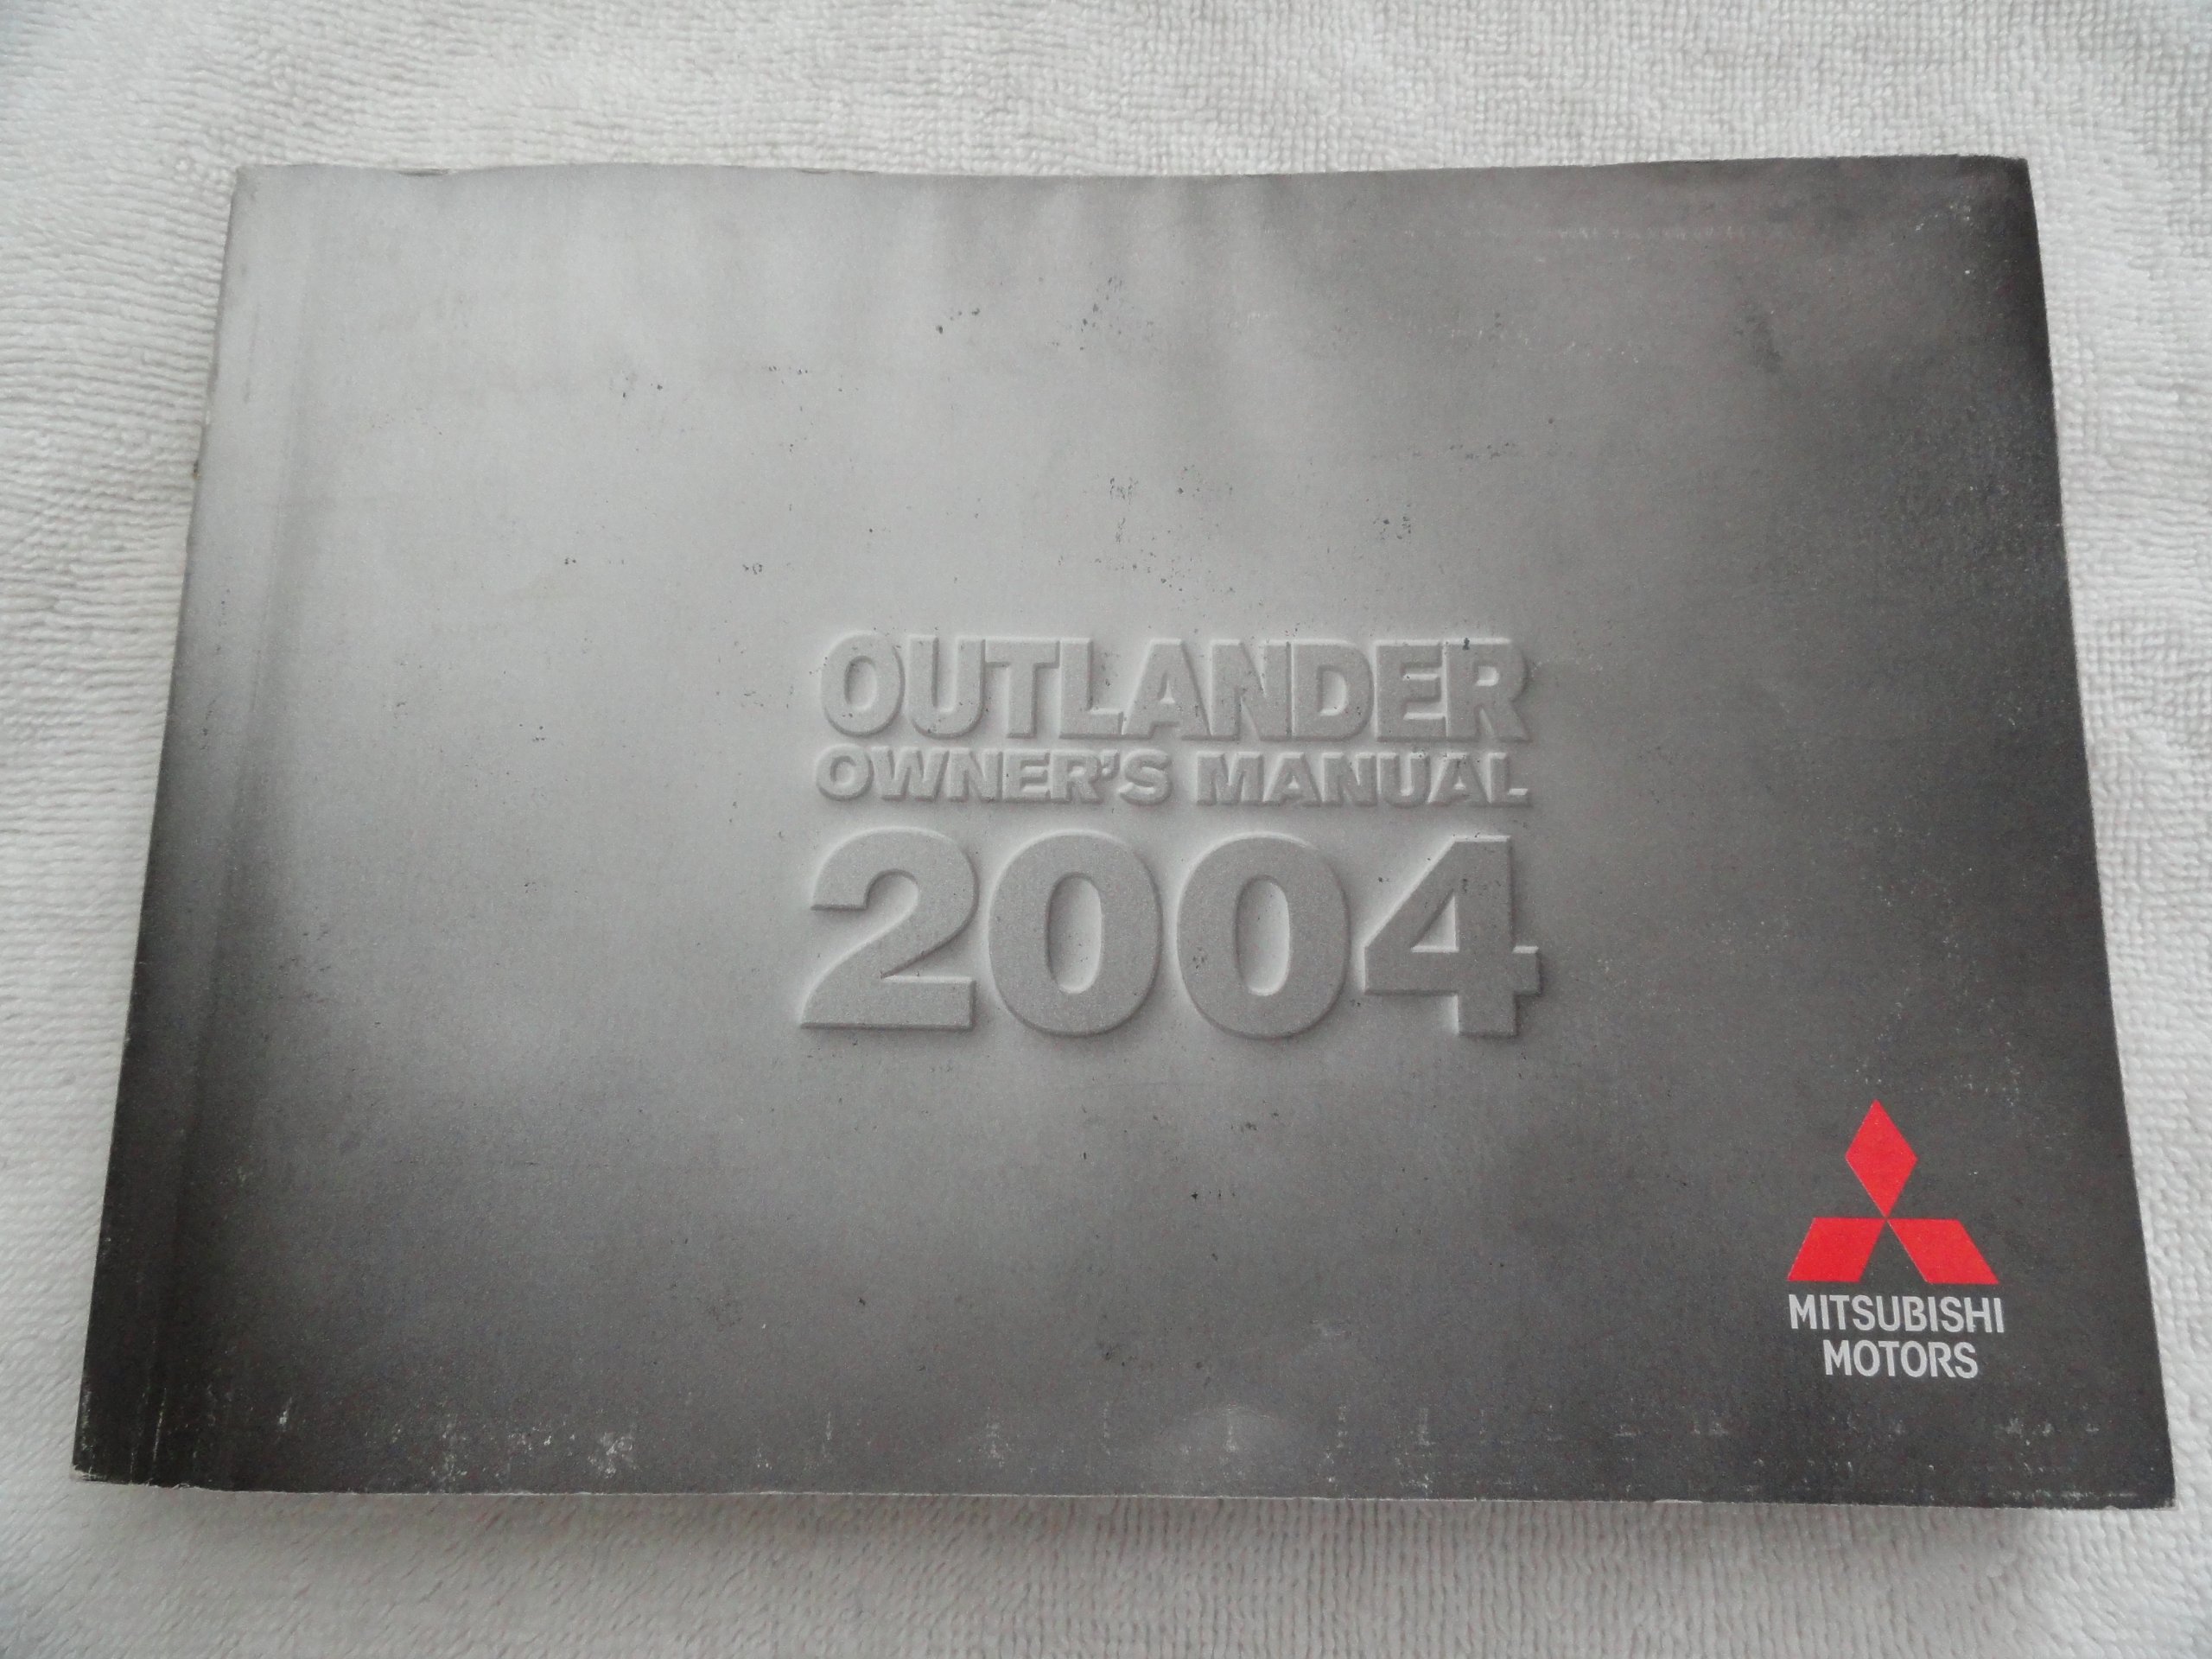 OUTLANDER
OWNER'S MANUAL
2004
MITSUBISHI
MOTORS